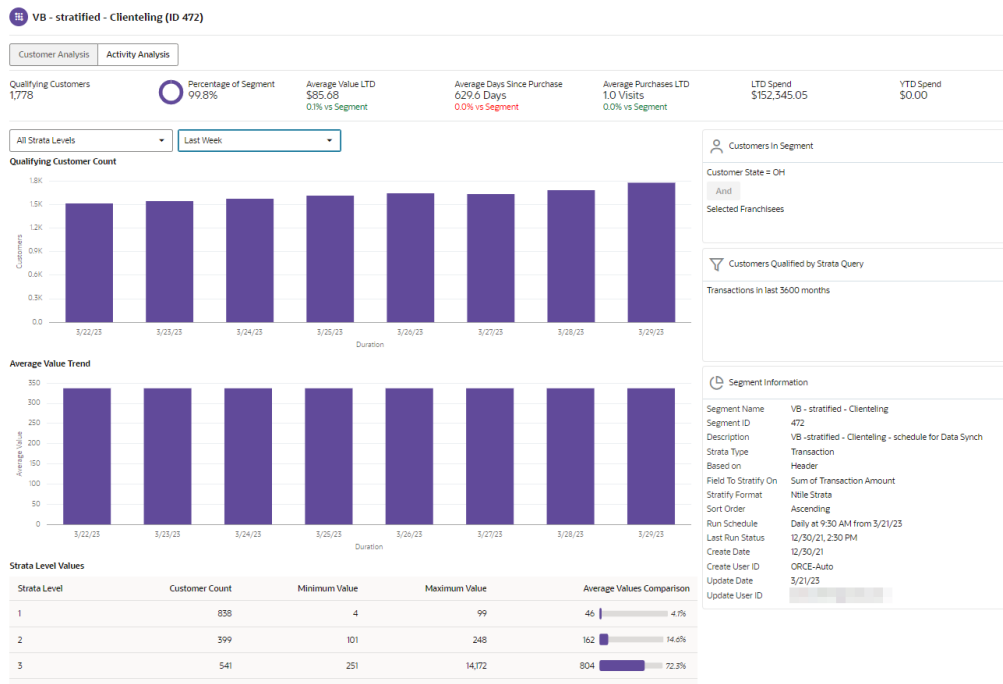 VB - stratified - Clienteling (ID 472)
Customer Analysis Activity Analysis
Qualifying Customers
1,778
Percentage of Segment
99.8%
Average Value LTD
$85.68
0.1% vs Segment
Average Days Since Purchase
629.6 Days
0.0% vs Segment
Average Purchases LTD
1.0 Visits
0.0% vs Segment
LTD Spend
$152,345.05
YTD Spend
$0.00
All Strata Levels Last Week
Qualifying Customer Count
1.8K
1.5K
1.2K
0.9K
0.6K
0.3K
0.0
Customers
3/22/23 3/23/23 3/24/23 3/25/23 3/26/23 3/27/23 3/28/23 3/29/23
Duration
Average Value Trend
350
300
250
200
150
100
50
0
Average Value
3/22/23 3/23/23 3/24/23 3/25/23 3/26/23 3/27/23 3/28/23 3/29/23
Duration
Strata Level Values
Strata Level Customer Count Minimum Value Maximum Value Average Values Comparison
1 838 4 99 46 4.1%
2 399 101 248 162 14.6%
3 541 251 14,172 804 72.3%
Customers In Segment
Customer State = OH
And
Selected Franchisees
Customers Qualified by Strata Query
Transactions in last 3600 months
Segment Information
Segment Name VB - stratified - Clienteling
Segment ID 472
Description VB -stratified - Clienteling - schedule for Data Synch
Strata Type Transaction
Based on Header
Field To Stratify On Sum of Transaction Amount
Stratify Format Ntile Strata
Sort Order Ascending
Run Schedule Daily at 9:30 AM from 3/21/23
Last Run Status 12/30/21, 2:30 PM
Create Date 12/30/21
Create User ID ORCE-Auto
Update Date 3/21/23
Update User ID